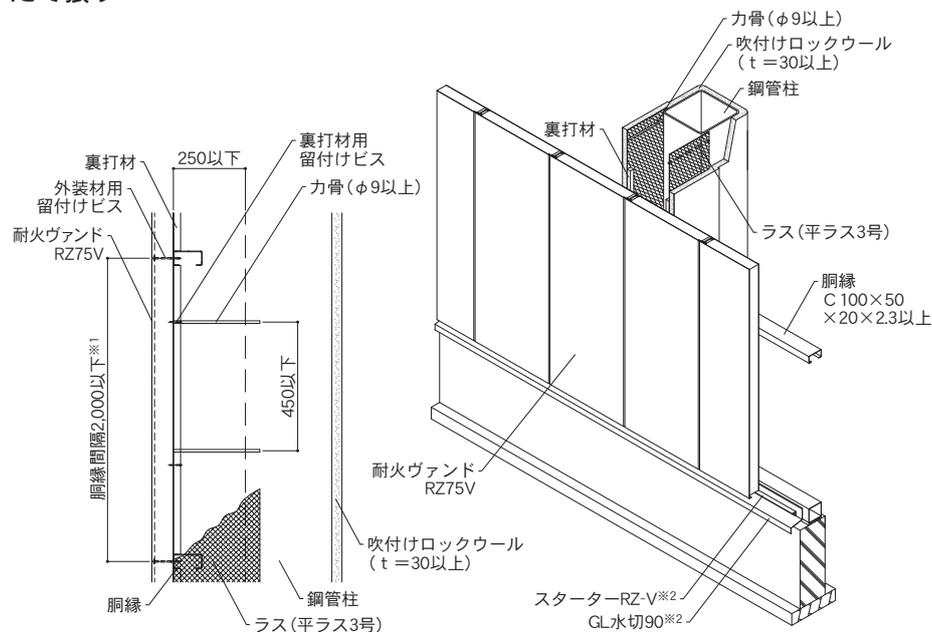 たて張り
裏打材
外装材用
留付けビス
耐火ヴァンド
RZ75V
250以下
裏打材用
留付けビス
力骨(φ9以上)
胴縁間隔2,000以下※1
450以下
吹付けロックウール
(t=30以上)
胴縁
鋼管柱
ラス(平ラス3号)
力骨(φ9以上)
吹付けロックウール
(t=30以上)
鋼管柱
裏打材
ラス(平ラス3号)
胴縁
C 100×50
×20×2.3以上
耐火ヴァンド
RZ75V
スターターRZ-V※2
GL水切90※2